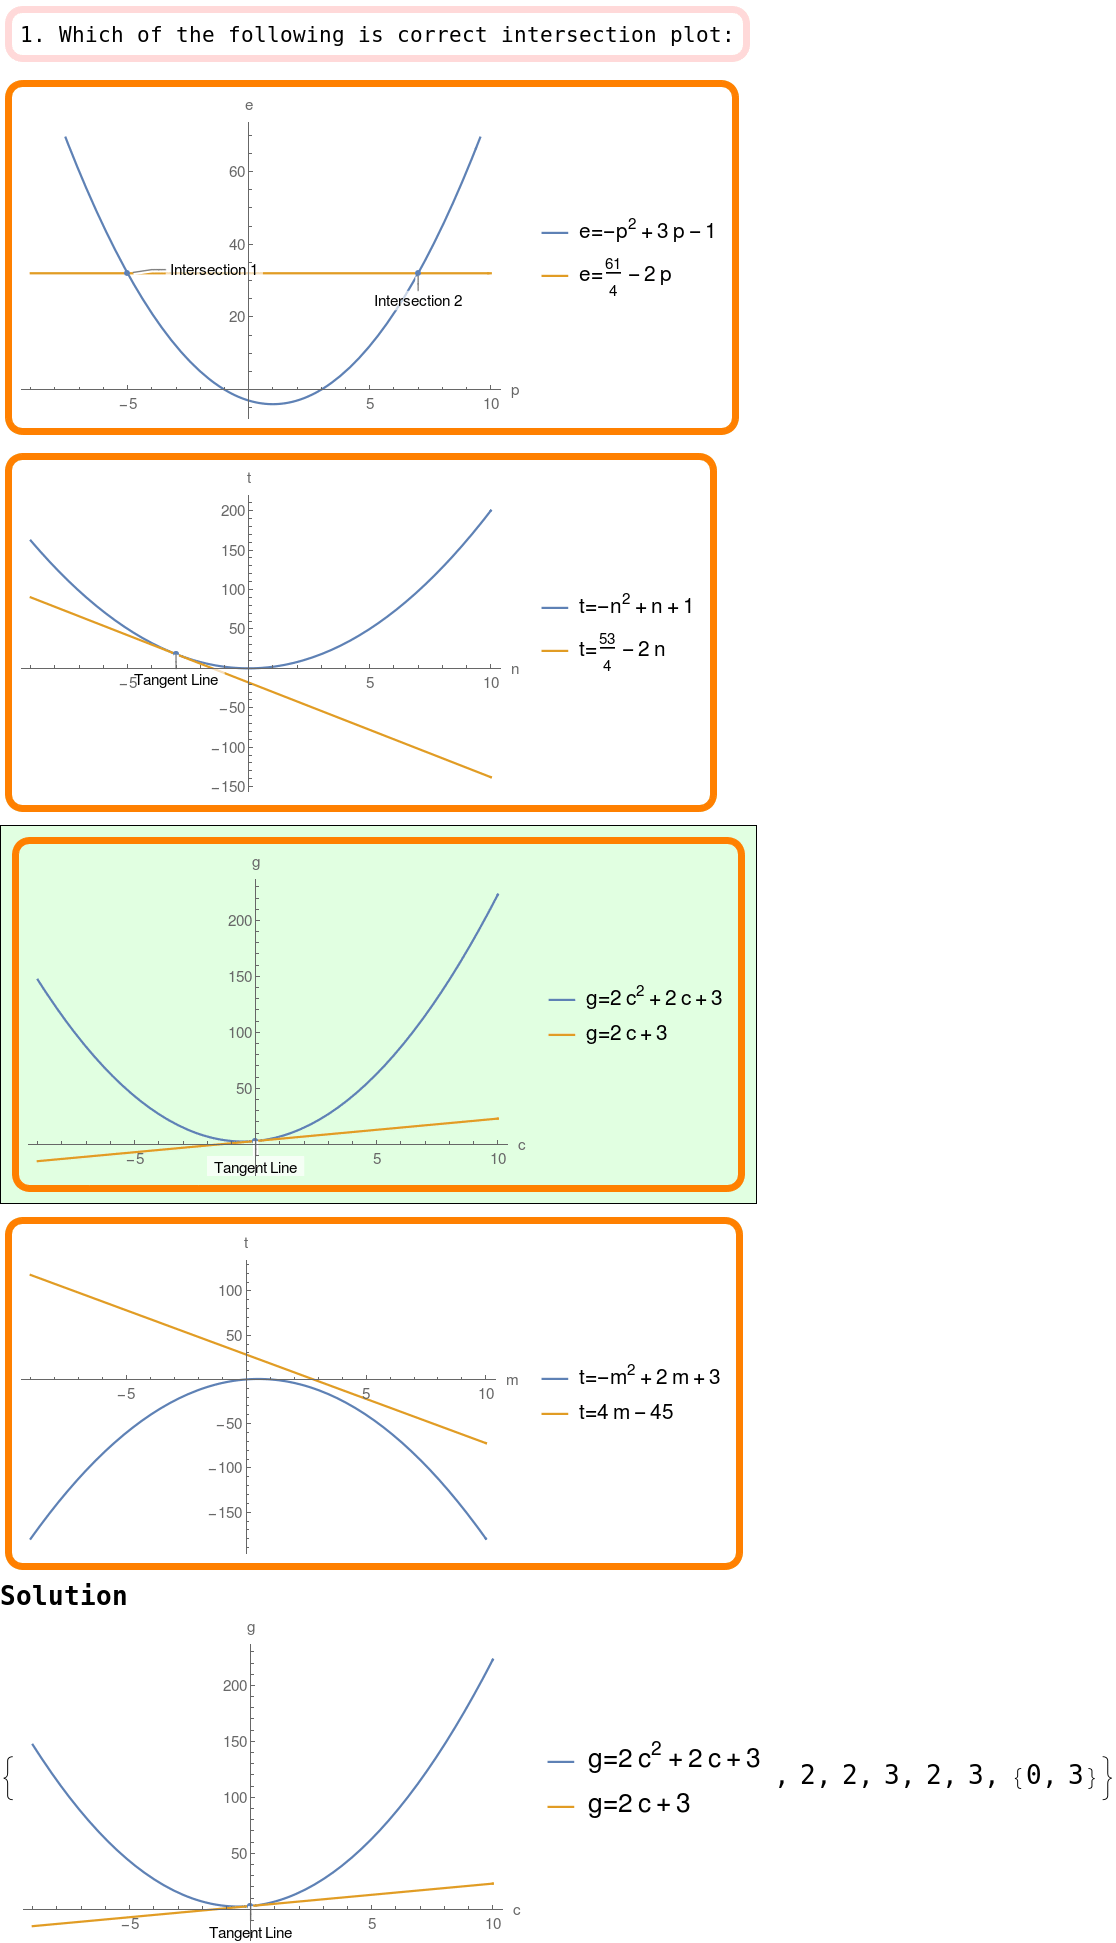 1. Which of the following is correct intersection plot:
e
60
40
20
Intersection 1
Intersection 2
−5
5
10
p
e=−p² + 3 p − 1
e=61/4 − 2 p
t
200
150
100
50
−5
5
10
n
Tangent Line
−50
−100
−150
t=−n² + n + 1
t=53/4 − 2 n
g
200
150
100
50
−5
5
10
c
Tangent Line
g=2 c² + 2 c + 3
g=2 c + 3
t
100
50
−5
5
10
m
−50
−100
−150
t=−m² + 2 m + 3
t=4 m − 45
Solution
g
200
150
100
50
−5
5
10
c
Tangent Line
{
g=2 c² + 2 c + 3
g=2 c + 3
, 2, 2, 3, 2, 3, {0, 3}}